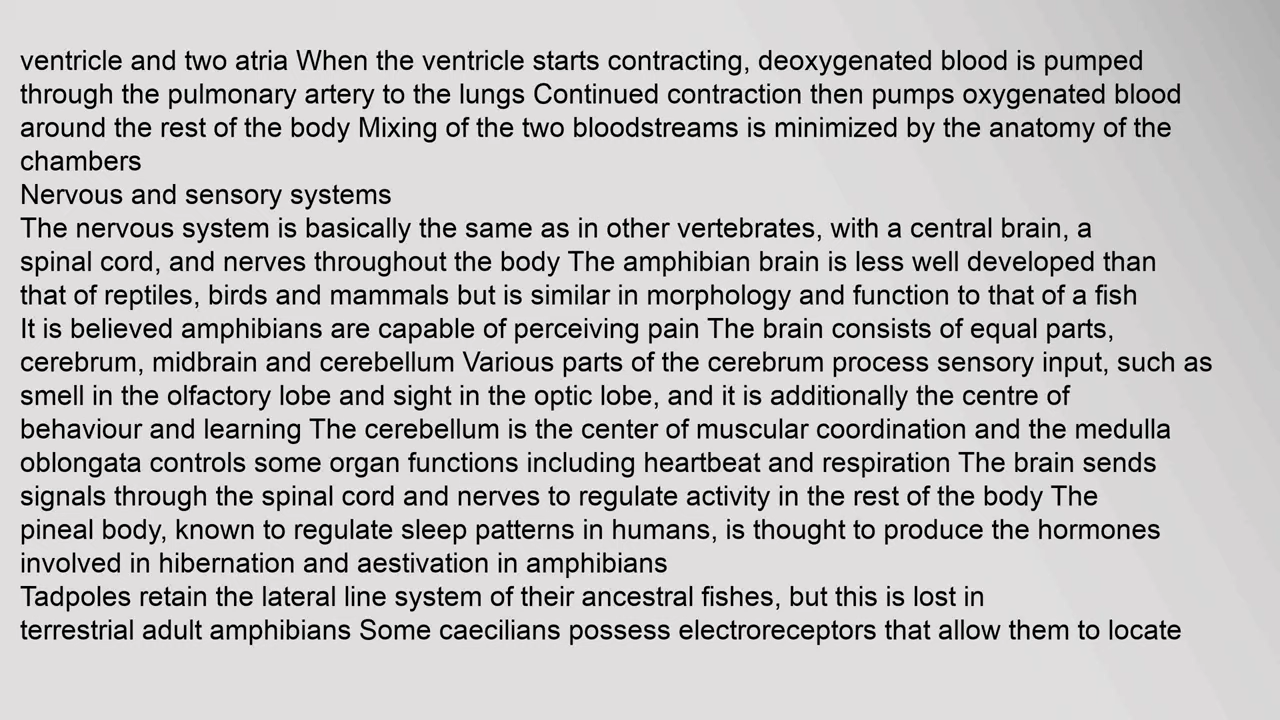 ventricle and two atria When the ventricle starts contracting, deoxygenated blood is pumped
through the pulmonary artery to the lungs Continued contraction then pumps oxygenated blood
around the rest of the body Mixing of the two bloodstreams is minimized by the anatomy of the
chambers
Nervous and sensory systems
The nervous system is basically the same as in other vertebrates, with a central brain, a
spinal cord, and nerves throughout the body The amphibian brain is less well developed than
that of reptiles, birds and mammals but is similar in morphology and function to that of a fish
It is believed amphibians are capable of perceiving pain The brain consists of equal parts,
cerebrum, midbrain and cerebellum Various parts of the cerebrum process sensory input, such as
smell in the olfactory lobe and sight in the optic lobe, and it is additionally the centre of
behaviour and learning The cerebellum is the center of muscular coordination and the medulla
oblongata controls some organ functions including heartbeat and respiration The brain sends
signals through the spinal cord and nerves to regulate activity in the rest of the body The
pineal body, known to regulate sleep patterns in humans, is thought to produce the hormones
involved in hibernation and aestivation in amphibians
Tadpoles retain the lateral line system of their ancestral fishes, but this is lost in
terrestrial adult amphibians Some caecilians possess electroreceptors that allow them to locate